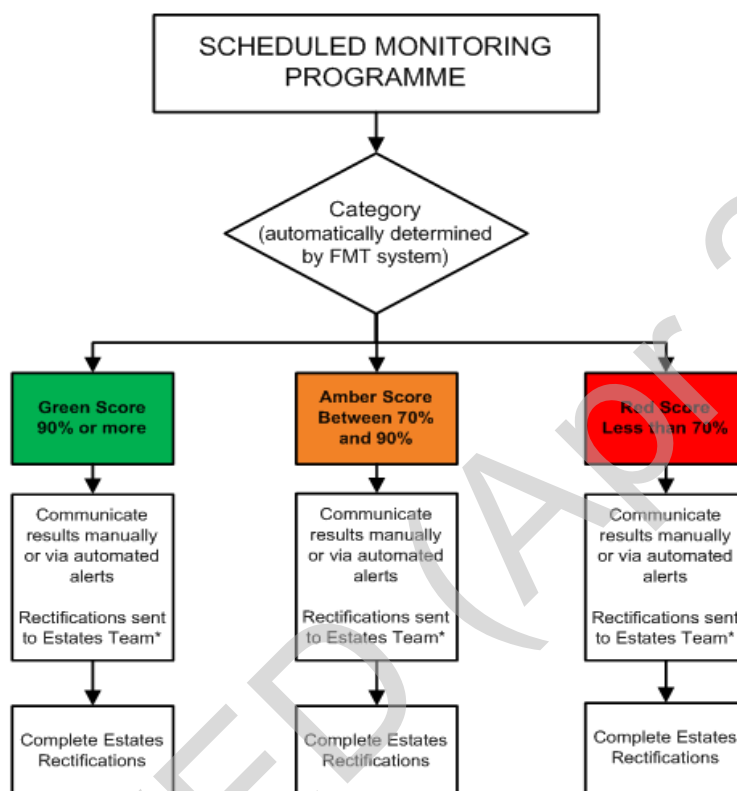 SCHEDULED MONITORING
PROGRAMME
Category
(automatically determined
by FMT system)
Green Score
90% or more
Amber Score
Between 70%
and 90%
Red Score
Less than 70%
Communicate
results manually
or via automated
alerts
Rectifications sent
to Estates Team*
Communicate
results manually
or via automated
alerts
Rectifications sent
to Estates Team*
Communicate
results manually
or via automated
alerts
Rectifications sent
to Estates Team*
Complete Estates
Rectifications
Complete Estates
Rectifications
Complete Estates
Rectifications
ED (Apr 2